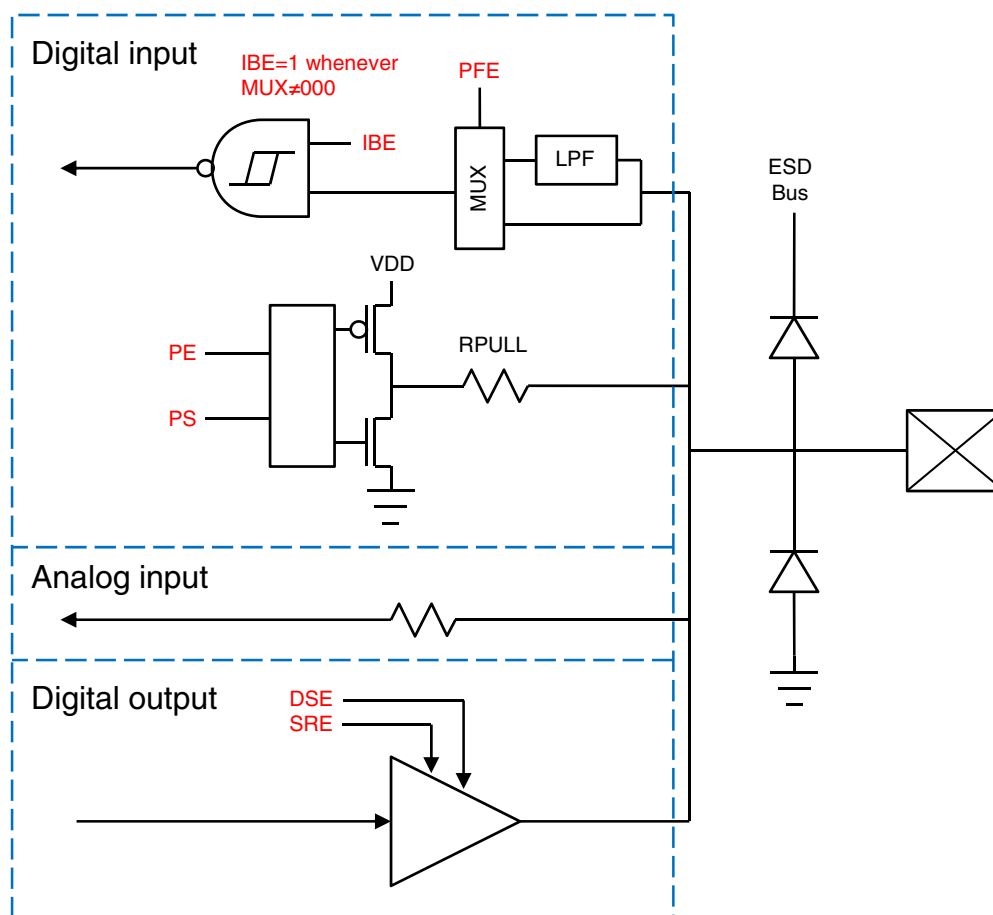 Digital input
IBE=1 whenever
MUX≠000
PFE
IBE
MUX
LPF
ESD
Bus
VDD
PE
PS
RPULL
Analog input
Digital output
DSE
SRE